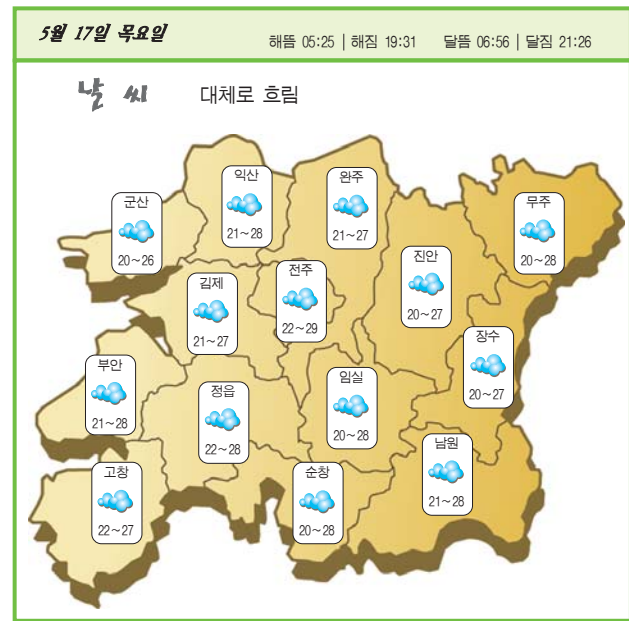 5월 17일 목요일
해뜸 05:25 | 해짐 19:31 달뜸 06:56 | 달짐 21:26
날 씨 대체로 흐림
익산
21~28
완주
21~27
군산
20~26
무주
20~28
진안
20~27
전주
22~29
김제
21~27
장수
20~27
부안
21~28
임실
20~28
정읍
22~28
남원
21~28
고창
22~27
순창
20~28